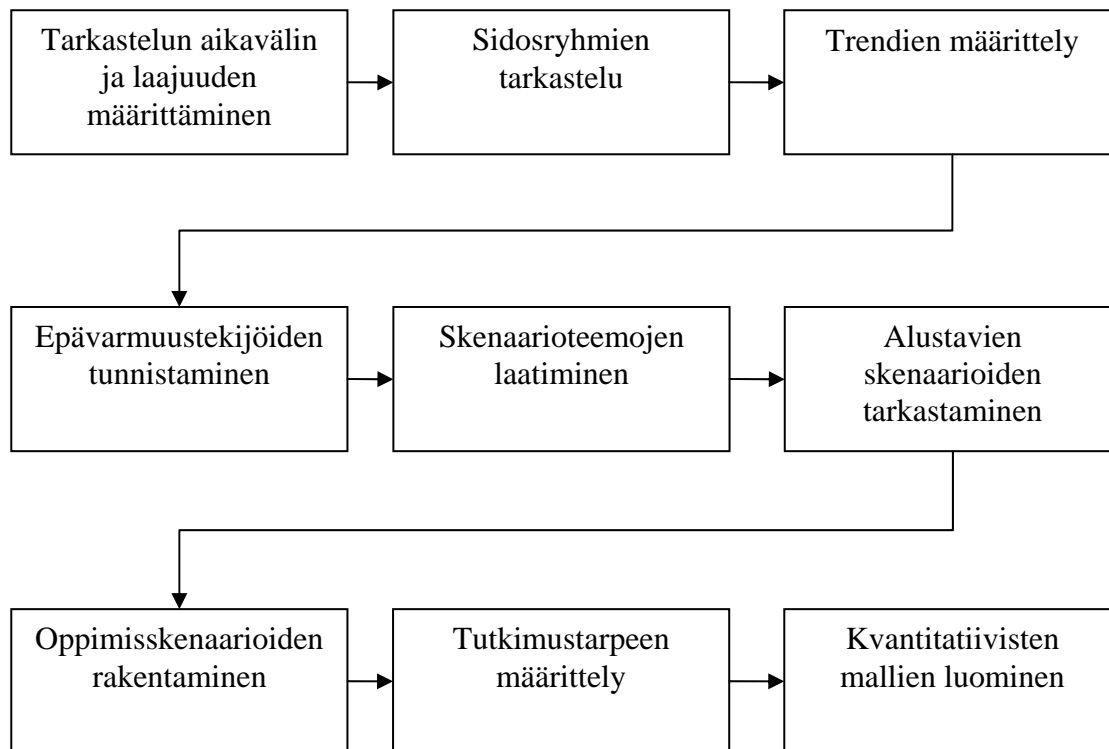 Tarkastelun aikavälin
ja laajuuden
määrittäminen
Sidosryhmien
tarkastelu
Trendien määrittely
Epävarmuustekijöiden
tunnistaminen
Skenaarioteemojen
laatiminen
Alustavien
skenaarioiden
tarkastaminen
Oppimisskenaarioiden
rakentaminen
Tutkimustarpeen
määrittely
Kvantitatiivisten
mallien luominen